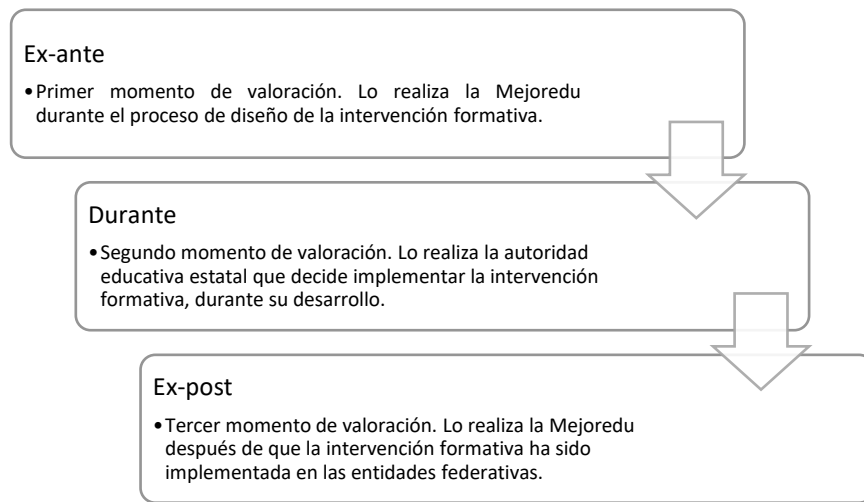 Ex-ante
•Primer momento de valoración. Lo realiza la Mejoredu
durante el proceso de diseño de la intervención formativa.
Durante
•Segundo momento de valoración. Lo realiza la autoridad
educativa estatal que decide implementar la intervención
formativa, durante su desarrollo.
Ex-post
•Tercer momento de valoración. Lo realiza la Mejoredu
después de que la intervención formativa ha sido
implementada en las entidades federativas.